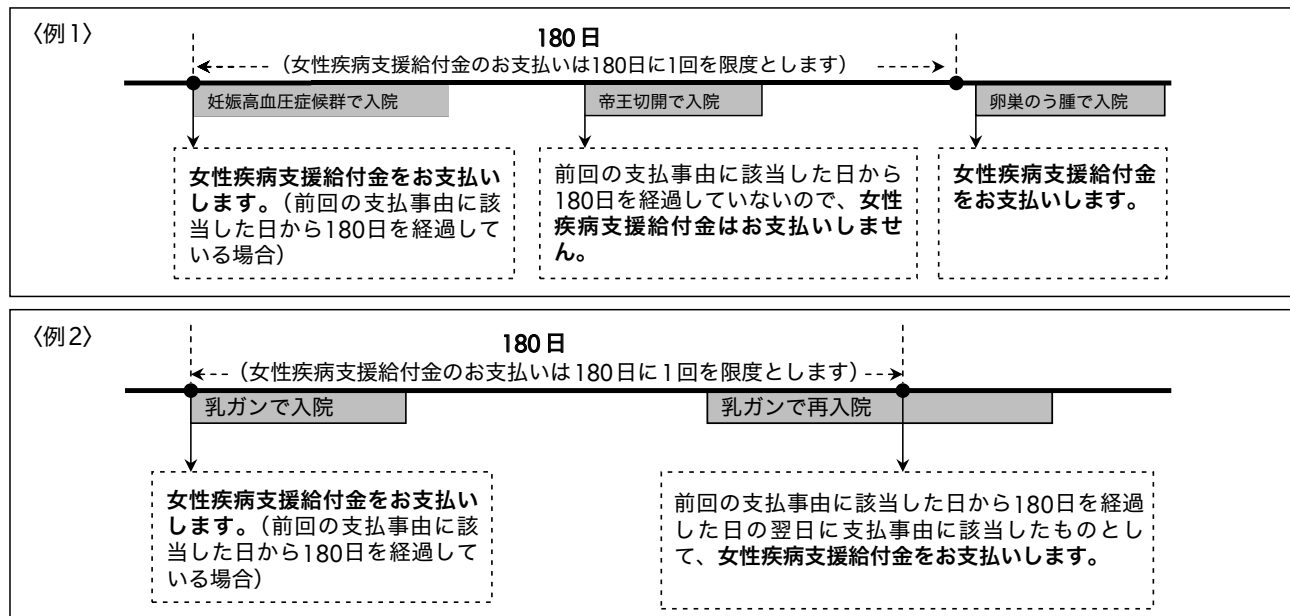 〈例1〉
180日
（女性疾病支援給付金のお支払いは180日に1回を限度とします）
妊娠高血圧症候群で入院
帝王切開で入院
卵巣のう腫で入院
女性疾病支援給付金をお支払い
します。（前回の支払事由に該
当した日から180日を経過して
いる場合）
前回の支払事由に該当した日から
180日を経過していないので、女性
疾病支援給付金はお支払いしませ
ん。
女性疾病支援給付金
をお支払いします。
〈例2〉
180日
（女性疾病支援給付金のお支払いは180日に1回を限度とします）
乳ガンで入院
乳ガンで再入院
女性疾病支援給付金をお支払い
します。（前回の支払事由に該
当した日から180日を経過して
いる場合）
前回の支払事由に該当した日から180日を経過
した日の翌日に支払事由に該当したものとし
て、女性疾病支援給付金をお支払いします。